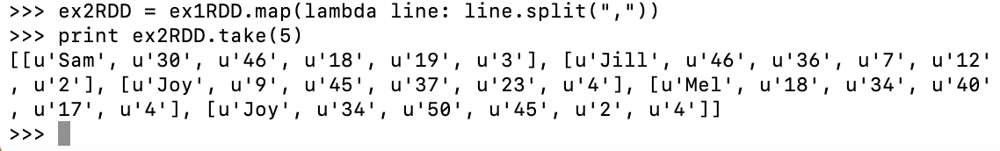 >>> ex2RDD = ex1RDD.map(lambda line: line.split(","))
>>> print ex2RDD.take(5)
[[u'Sam', u'30', u'46', u'18', u'19', u'3'], [u'Jill', u'46', u'36', u'7', u'12'
, u'2'], [u'Joy', u'9', u'45', u'37', u'23', u'4'], [u'Mel', u'18', u'34', u'40'
, u'17', u'4'], [u'Joy', u'34', u'50', u'45', u'2', u'4']]
>>>